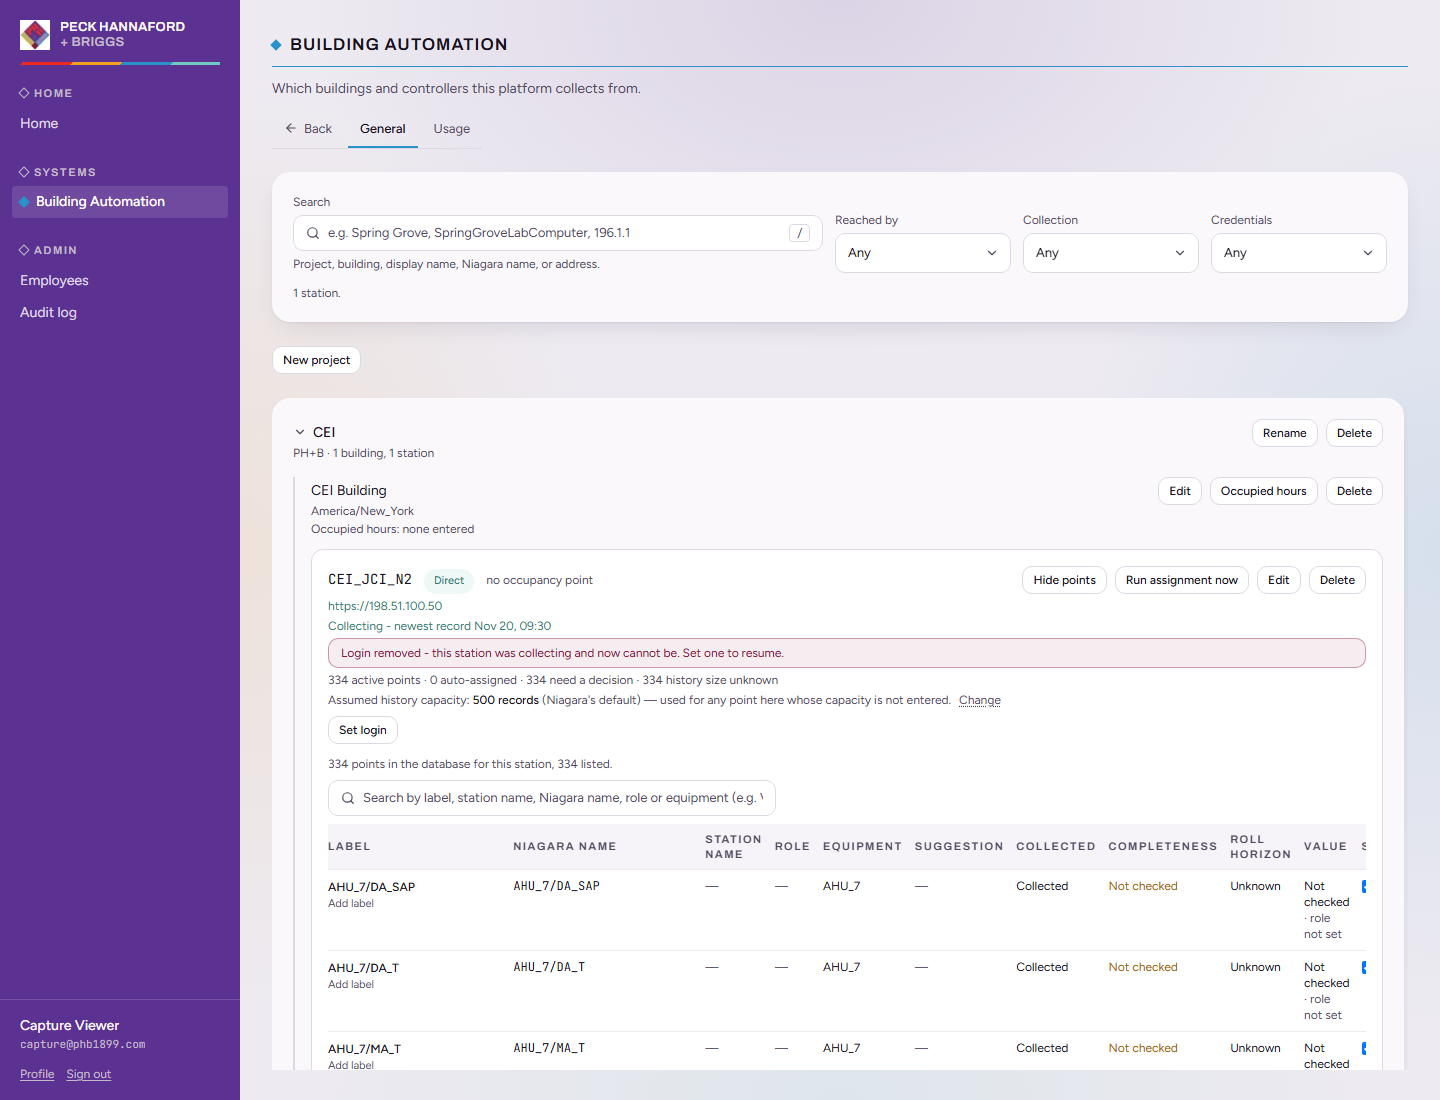 PECK HANNAFORD
+ BRIGGS
HOME
Home
SYSTEMS
Building Automation
ADMIN
Employees
Audit log
Capture Viewer
capture@phb1899.com
Profile Sign out
BUILDING AUTOMATION
Which buildings and controllers this platform collects from.
Back General Usage
Search
e.g. Spring Grove, SpringGroveLabComputer, 196.1.1 /
Project, building, display name, Niagara name, or address.
1 station.
Reached by
Any
Collection
Any
Credentials
Any
New project
CEI
Rename Delete
PH+B · 1 building, 1 station
CEI Building
Edit Occupied hours Delete
America/New_York
Occupied hours: none entered
CEI_JCI_N2 Direct no occupancy point
Hide points Run assignment now Edit Delete
https://198.51.100.50
Collecting - newest record Nov 20, 09:30
Login removed - this station was collecting and now cannot be. Set one to resume.
334 active points · 0 auto-assigned · 334 need a decision · 334 history size unknown
Assumed history capacity: 500 records (Niagara's default) — used for any point here whose capacity is not entered. Change
Set login
334 points in the database for this station, 334 listed.
Search by label, station name, Niagara name, role or equipment (e.g.
LABEL NIAGARA NAME STATION NAME ROLE EQUIPMENT SUGGESTION COLLECTED COMPLETENESS ROLL HORIZON VALUE
AHU_7/DA_SAP AHU_7/DA_SAP — — AHU_7 — Collected Not checked Unknown Not checked · role not set
Add label
AHU_7/DA_T AHU_7/DA_T — — AHU_7 — Collected Not checked Unknown Not checked · role not set
Add label
AHU_7/MA_T AHU_7/MA_T — — AHU_7 — Collected Not checked Unknown Not checked
Add label